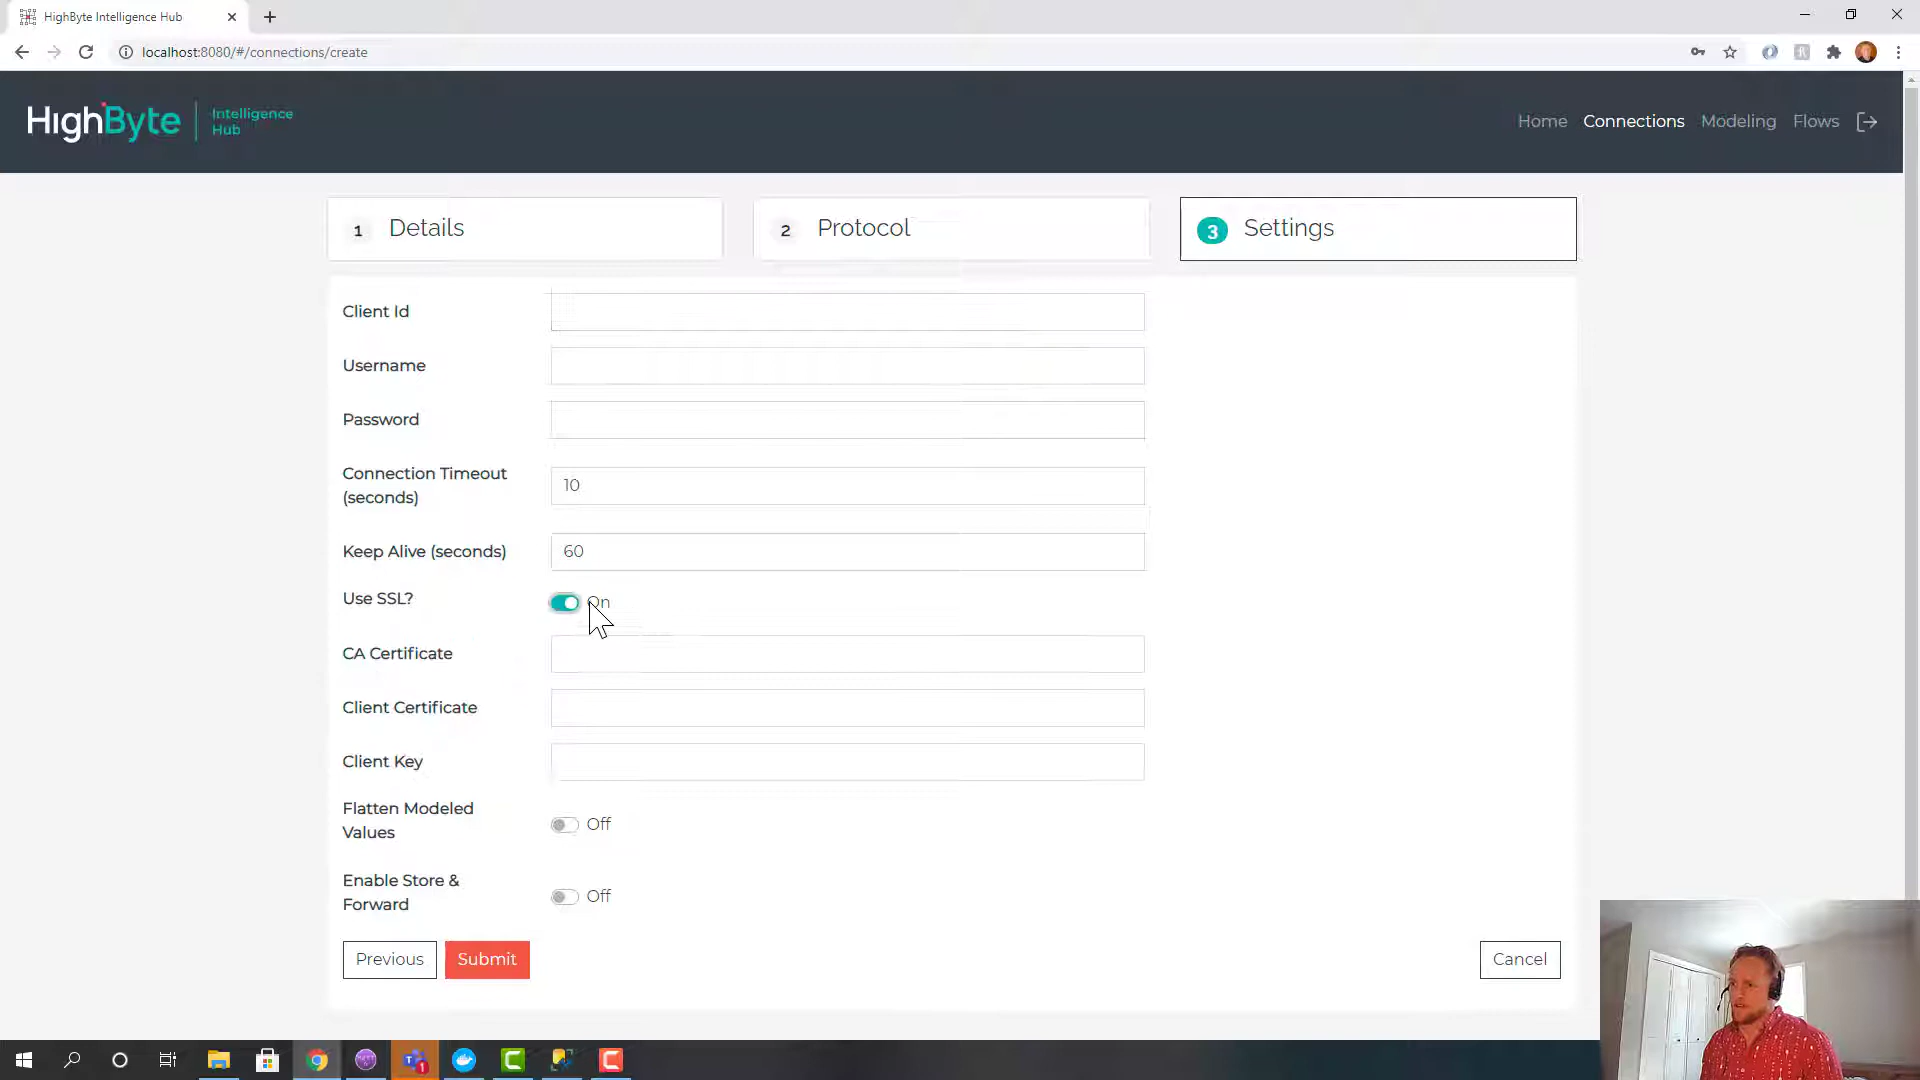 HighByte Intelligence Hub
localhost:8080/#/connections/create
HighByte
Intelligence
Hub
Home
Connections
Modeling
Flows
1
Details
2
Protocol
3
Settings
Client Id
Username
Password
Connection Timeout
(seconds)
10
Keep Alive (seconds)
60
Use SSL?
On
CA Certificate
Client Certificate
Client Key
Flatten Modeled
Values
Off
Enable Store &
Forward
Off
Previous
Submit
Cancel